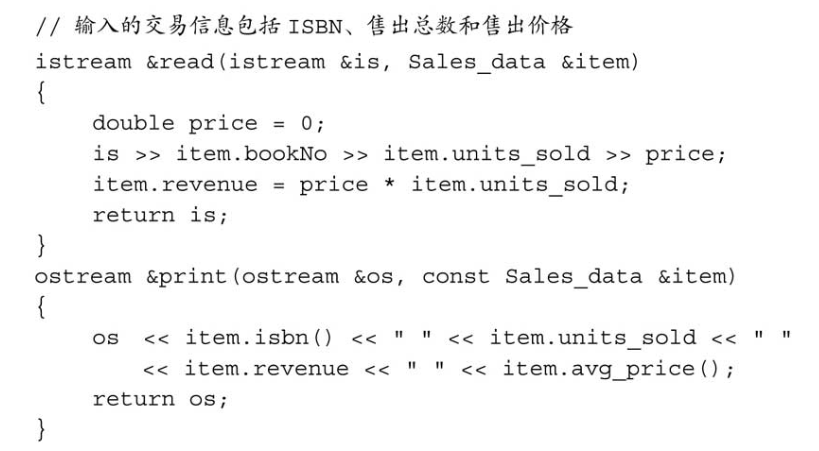 // 输入的交易信息包括 ISBN、售出总数和售出价格
istream &read(istream &is, Sales_data &item)
{
    double price = 0;
    is >> item.bookNo >> item.units_sold >> price;
    item.revenue = price * item.units_sold;
    return is;
}
ostream &print(ostream &os, const Sales_data &item)
{
    os << item.isbn() << " " << item.units_sold << " "
       << item.revenue << " " << item.avg_price();
    return os;
}